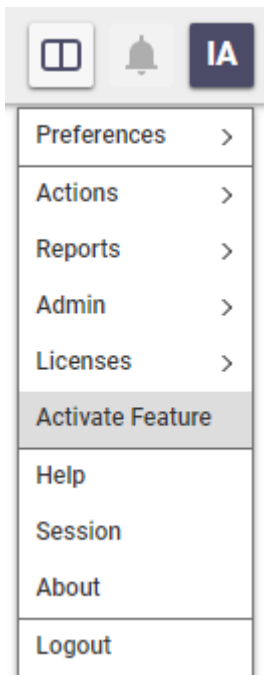 IA
Preferences
Actions
Reports
Admin
Licenses
Activate Feature
Help
Session
About
Logout